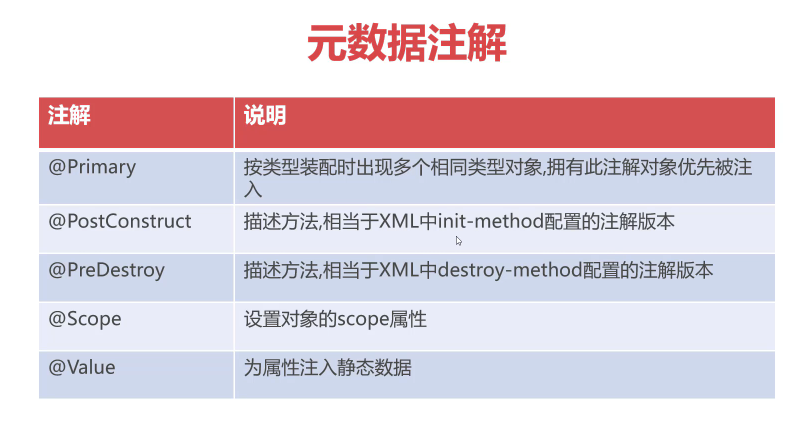 元数据注解
注解 说明
@Primary 按类型装配时出现多个相同类型对象,拥有此注解对象优先被注
入
@PostConstruct 描述方法,相当于XML中init-method配置的注解版本
@PreDestroy 描述方法,相当于XML中destroy-method配置的注解版本
@Scope 设置对象的scope属性
@Value 为属性注入静态数据